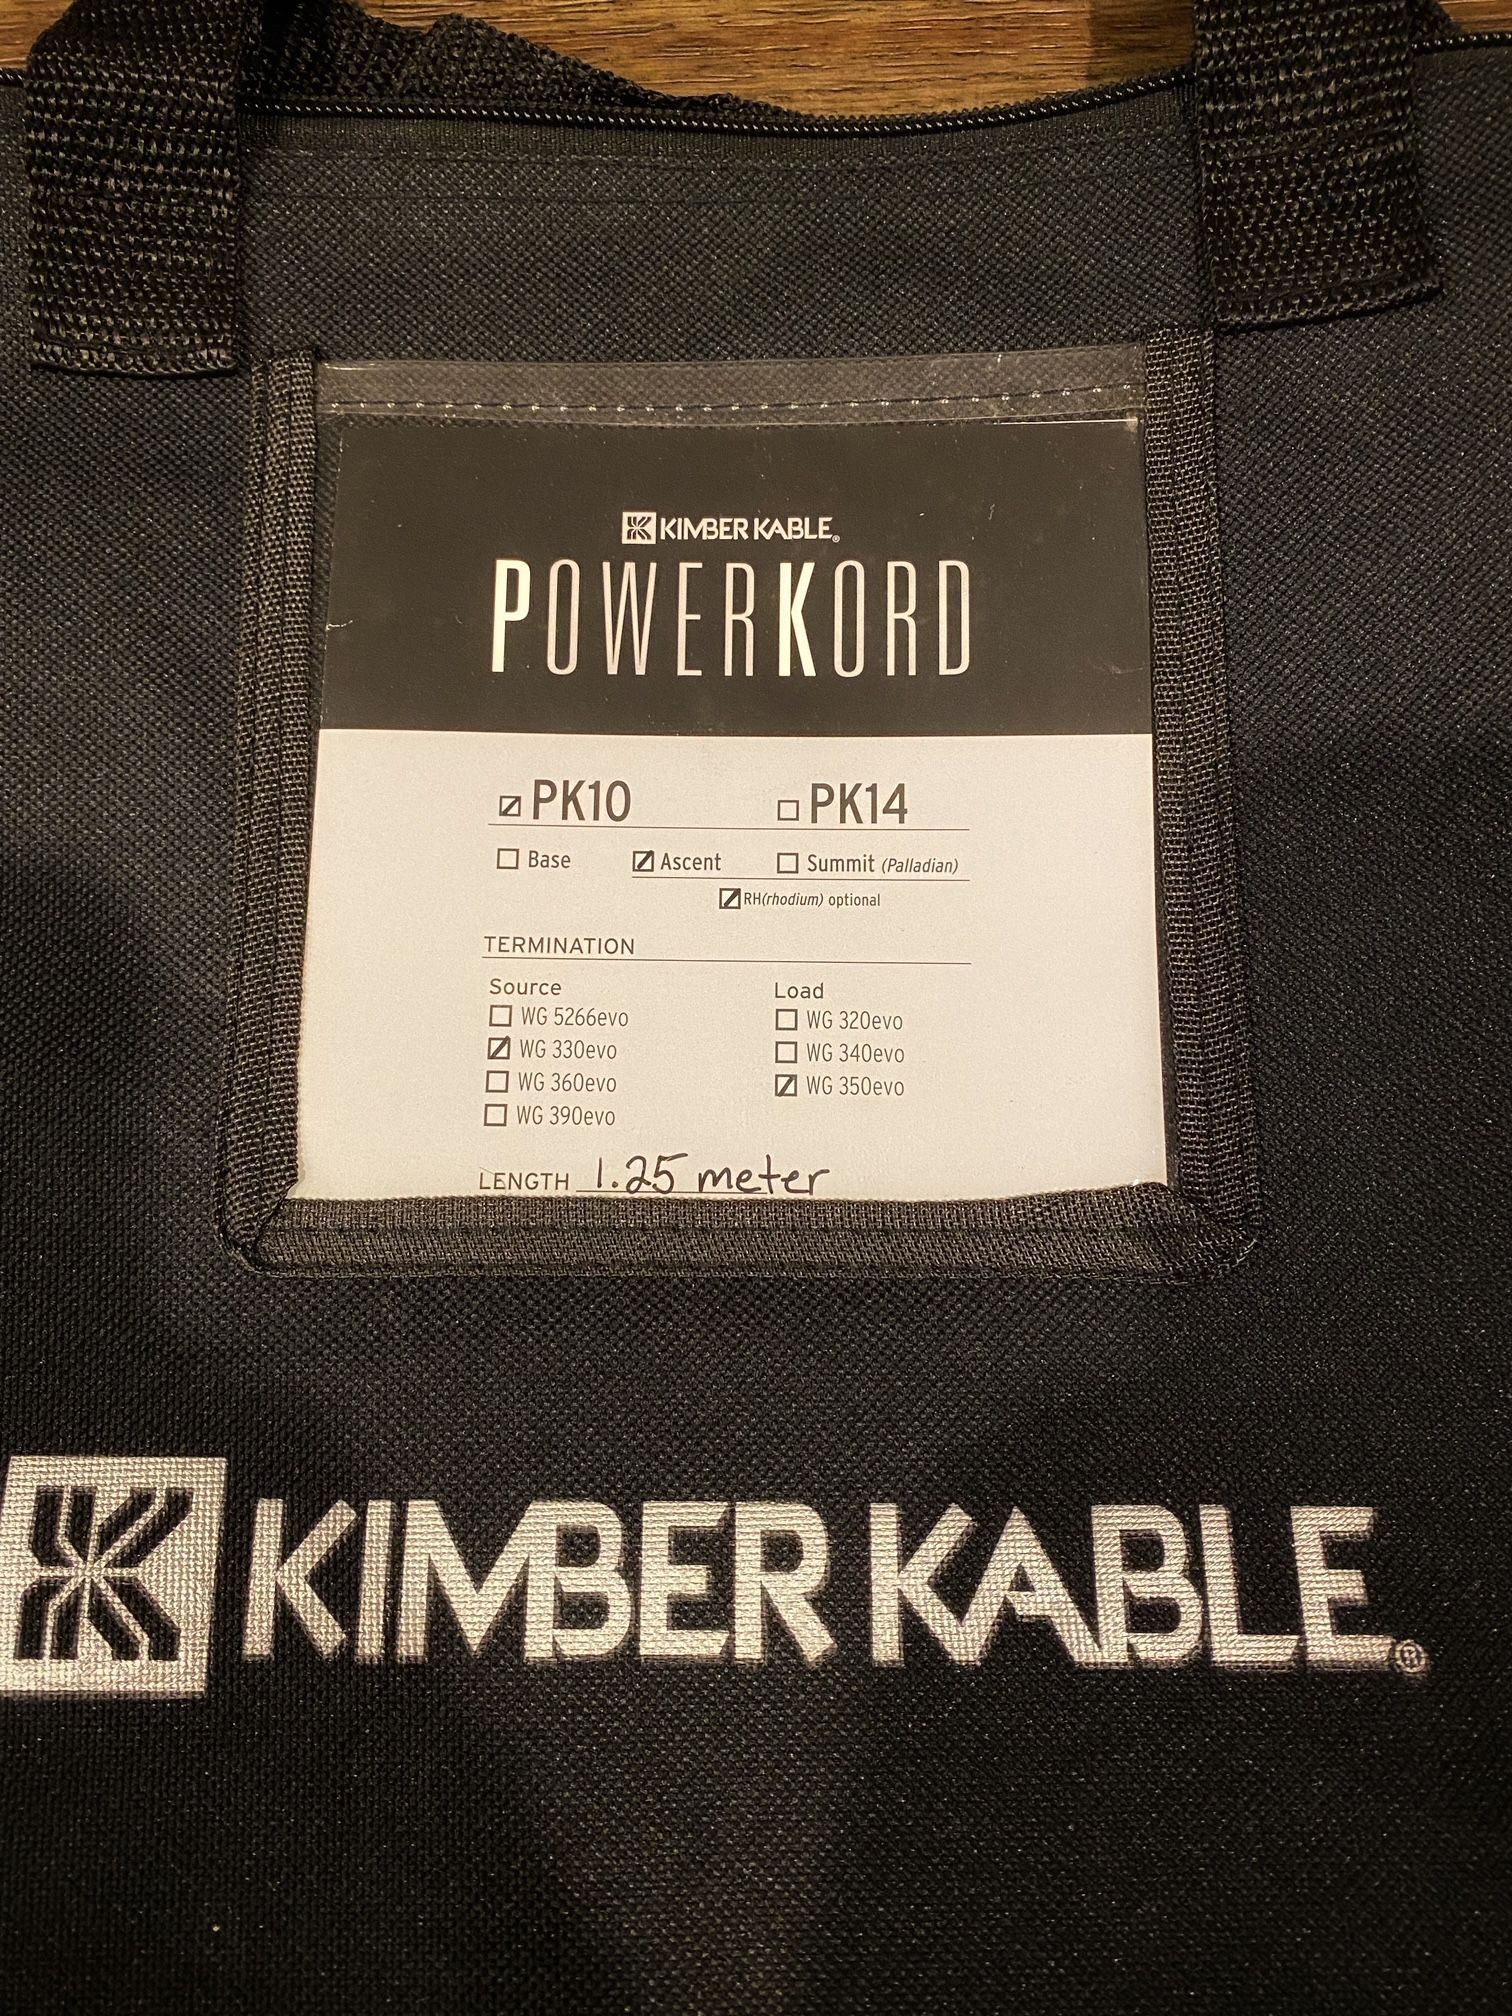 KIMBER KABLE®
POWERKORD
☑ PK10 ☐ PK14
☐ Base ☑ Ascent ☐ Summit (Palladian)
☑ RH(rhodium) optional
TERMINATION
Source Load
☐ WG 5266evo ☐ WG 320evo
☑ WG 330evo ☐ WG 340evo
☐ WG 360evo ☑ WG 350evo
☐ WG 390evo
LENGTH 1.25 meter
KIMBER KABLE®